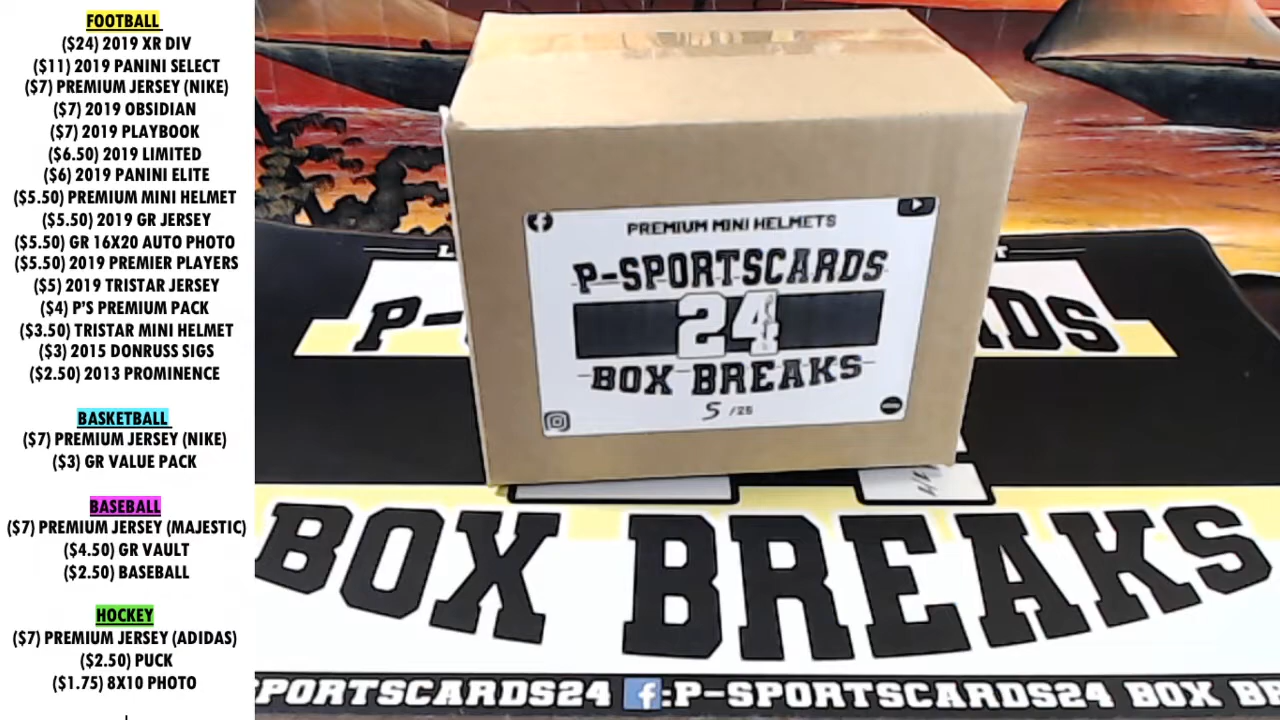 FOOTBALL
($24) 2019 XR DIV
($11) 2019 PANINI SELECT
($7) PREMIUM JERSEY (NIKE)
($7) 2019 OBSIDIAN
($7) 2019 PLAYBOOK
($6.50) 2019 LIMITED
($6) 2019 PANINI ELITE
($5.50) PREMIUM MINI HELMET
($5.50) 2019 GR JERSEY
($5.50) GR 16X20 AUTO PHOTO
($5.50) 2019 PREMIER PLAYERS
($5) 2019 TRISTAR JERSEY
($4) P'S PREMIUM PACK
($3.50) TRISTAR MINI HELMET
($3) 2015 DONRUSS SIGS
($2.50) 2013 PROMINENCE
BASKETBALL
($7) PREMIUM JERSEY (NIKE)
($3) GR VALUE PACK
BASEBALL
($7) PREMIUM JERSEY (MAJESTIC)
($4.50) GR VAULT
($2.50) BASEBALL
HOCKEY
($7) PREMIUM JERSEY (ADIDAS)
($2.50) PUCK
($1.75) 8X10 PHOTO
PREMIUM MINI HELMETS
P-SPORTSCARDS
24
BOX BREAKS
5 /25
P- RDS
BOX BREAKS
PORTSCARDS24 f:P-SPORTSCARDS24 BOX BR